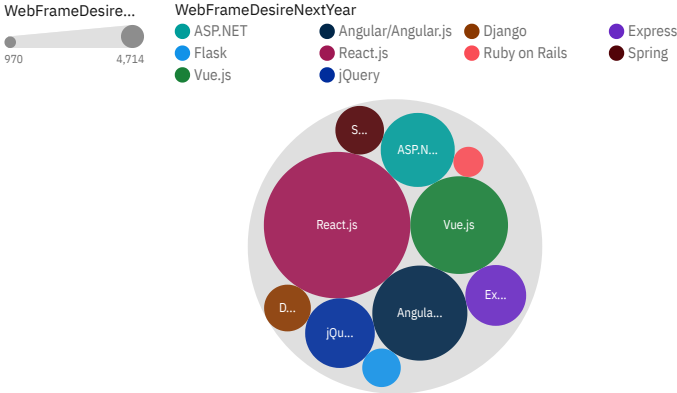 WebFrameDesire...
970
4,714
WebFrameDesireNextYear
ASP.NET
Angular/Angular.js
Django
Express
Flask
React.js
Ruby on Rails
Spring
Vue.js
jQuery
S...
ASP.N...
React.js
Vue.js
Ex...
D...
Angula...
jQu...